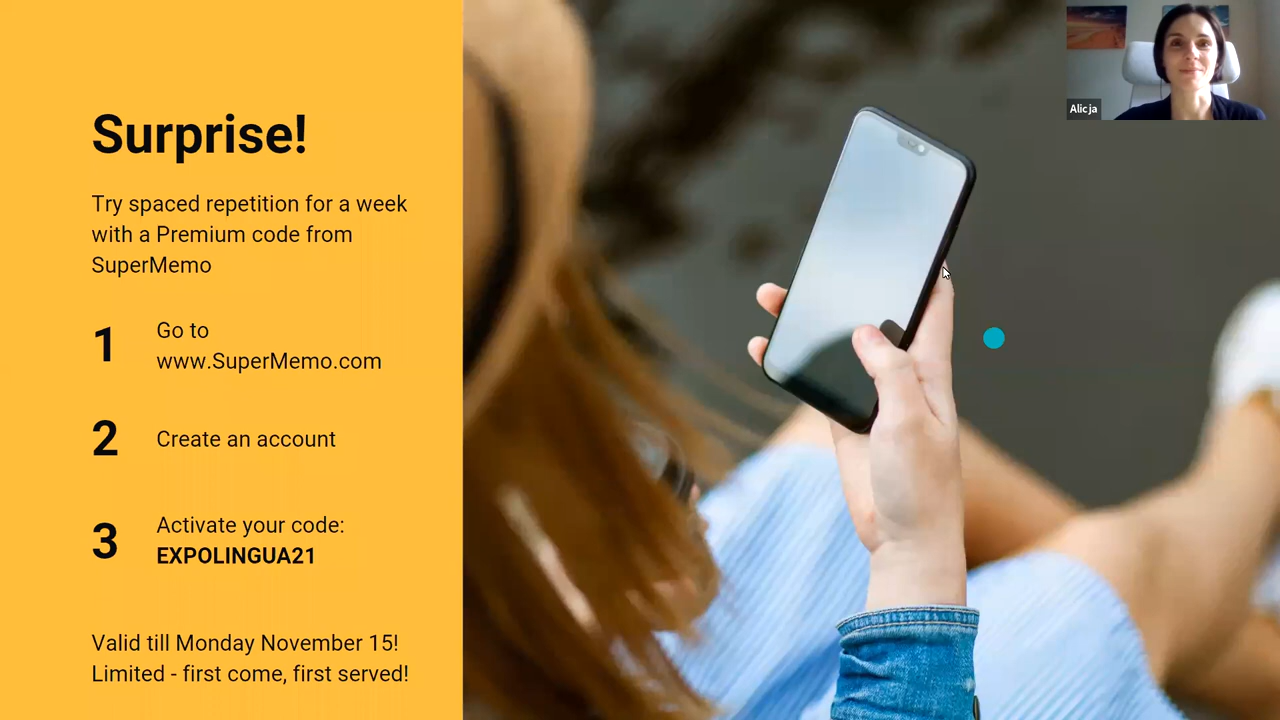 Surprise!
Try spaced repetition for a week
with a Premium code from
SuperMemo
1
Go to
www.SuperMemo.com
2
Create an account
3
Activate your code:
EXPOLINGUA21
Valid till Monday November 15!
Limited - first come, first served!
Alicja